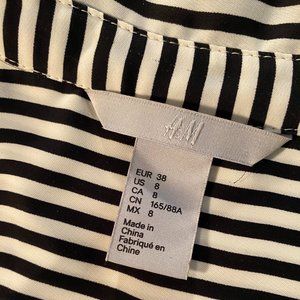 H&M
EUR 38
US 8
CA 8
CN 165/88A
MX 8
Made in
China
Fabriqué en
Chine